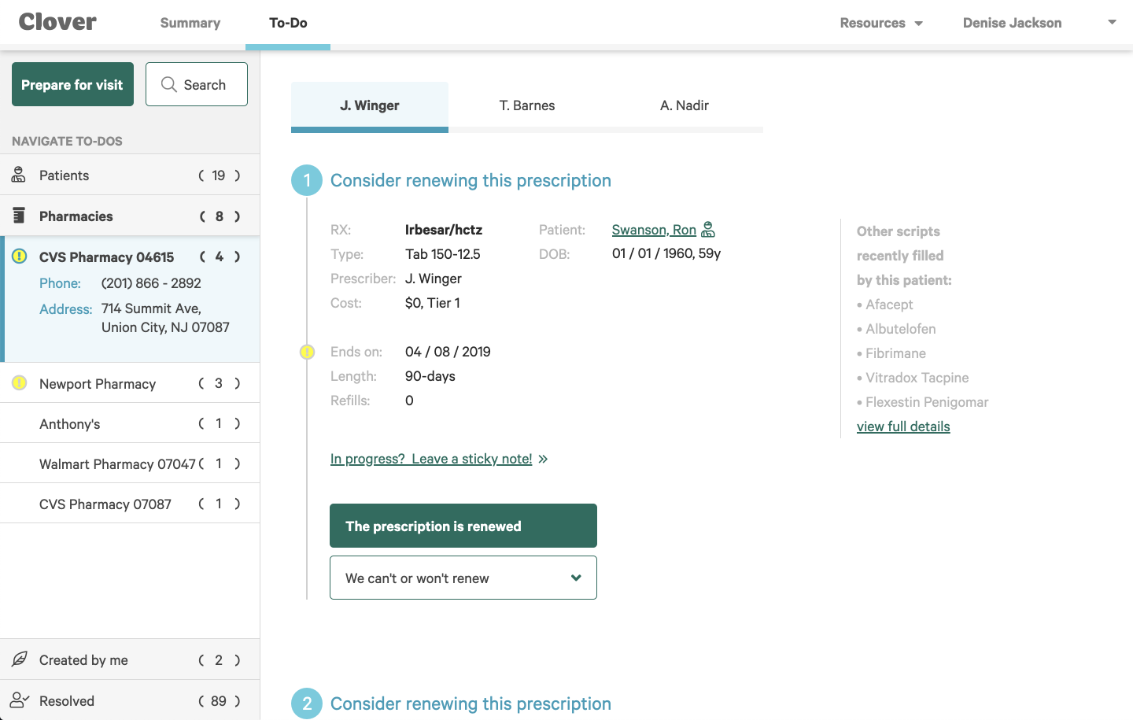 Clover
Summary
To-Do
Resources
Denise Jackson
Prepare for visit
Search
NAVIGATE TO-DOS
Patients ( 19 )
Pharmacies ( 8 )
CVS Pharmacy 04615 ( 4 )
Phone: (201) 866 - 2892
Address: 714 Summit Ave,
Union City, NJ 07087
Newport Pharmacy ( 3 )
Anthony's ( 1 )
Walmart Pharmacy 07047 ( 1 )
CVS Pharmacy 07087 ( 1 )
Created by me ( 2 )
Resolved ( 89 )
J. Winger
T. Barnes
A. Nadir
1 Consider renewing this prescription
RX: Irbesar/hctz
Type: Tab 150-12.5
Prescriber: J. Winger
Cost: $0, Tier 1
Patient: Swanson, Ron
DOB: 01 / 01 / 1960, 59y
Ends on: 04 / 08 / 2019
Length: 90-days
Refills: 0
Other scripts
recently filled
by this patient:
• Afacept
• Albutelofen
• Fibrimane
• Vitradox Tacpine
• Flexestin Penigomar
view full details
In progress? Leave a sticky note! »
The prescription is renewed
We can't or won't renew
2 Consider renewing this prescription